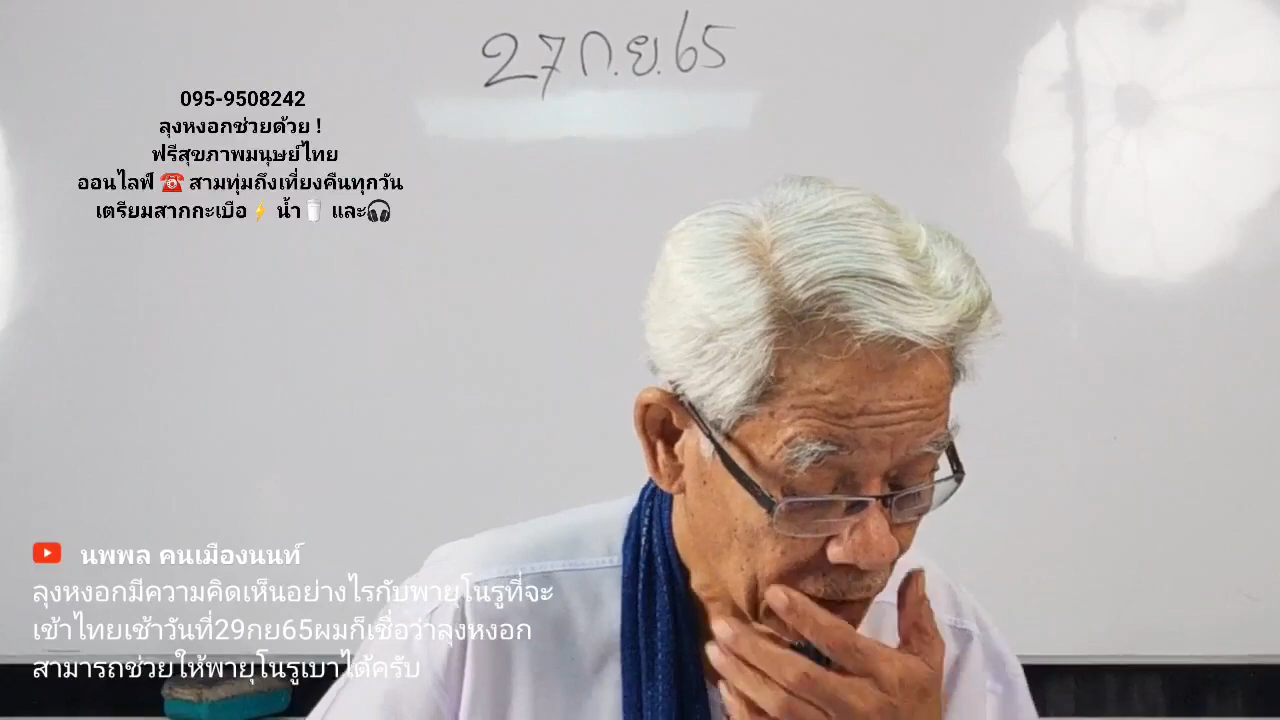 27 ก.ย. 65
095-9508242
ลุงหงอกช่วยด้วย !
ฟรีสุขภาพมนุษย์ไทย
ออนไลฟ์ ☎️ สามทุ่มถึงเที่ยงคืนทุกวัน
เตรียมสากกะเบือ⚡ น้ำ🥛 และ🎧
นพพล คนเมืองนนท์
ลุงหงอกมีความคิดเห็นอย่างไรกับพายุโนรูที่จะ
เข้าไทยเช้าวันที่29กย65ผมก็เชื่อว่าลุงหงอก
สามารถช่วยให้พายุโนรูเบาได้ครับ